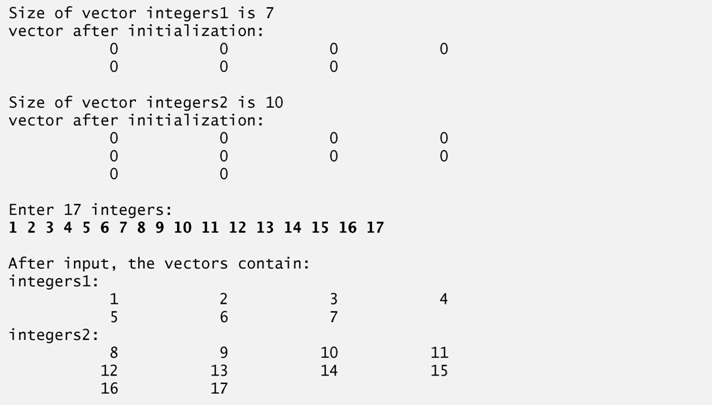 Size of vector integers1 is 7
vector after initialization:
0 0 0 0
0 0 0
Size of vector integers2 is 10
vector after initialization:
0 0 0 0
0 0 0 0
0 0
Enter 17 integers:
1 2 3 4 5 6 7 8 9 10 11 12 13 14 15 16 17
After input, the vectors contain:
integers1:
1 2 3 4
5 6 7
integers2:
8 9 10 11
12 13 14 15
16 17